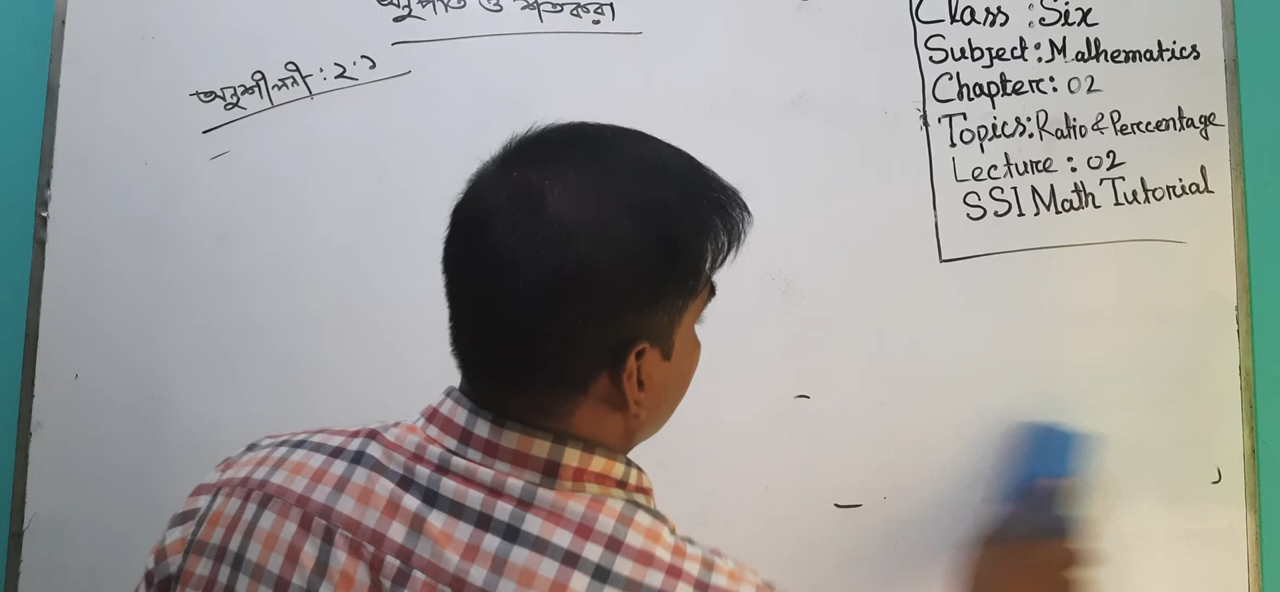 অনুপাত ও শতকরা
অনুশীলনী: ২.১
Class : Six
Subject: Mathematics
Chapter: 02
Topics: Ratio & Perccentage
Lecture : 02
SSI Math Tutorial